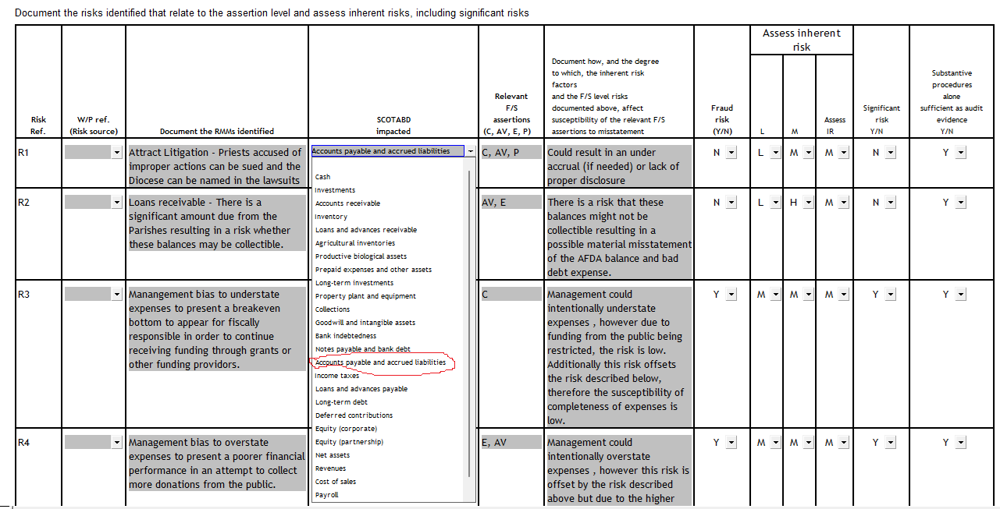 Document the risks identified that relate to the assertion level and assess inherent risks, including significant risks
Risk
Ref.
W/P ref.
(Risk source)
Document the RMMs identified
SCOTABD
impacted
Relevant
F/S
assertions
(C, AV, E, P)
Document how, and the degree
to which, the inherent risk
factors
and the F/S level risks
documented above, affect
susceptibility of the relevant F/S
assertions to misstatement
Fraud
risk
(Y/N)
Assess inherent
risk
L
M
Assess
IR
Significant
risk
Y/N
Substantive
procedures
alone
sufficient as audit
evidence
Y/N
R1
Attract Litigation - Priests accused of
improper actions can be sued and the
Diocese can be named in the lawsuits
Accounts payable and accrued liabilities
C, AV, P
Could result in an under
accrual (if needed) or lack of
proper disclosure
N
L
M
M
N
Y
Cash
Investments
Accounts receivable
Inventory
Loans and advances receivable
Agricultural inventories
Productive biological assets
Prepaid expenses and other assets
Long-term investments
Property plant and equipment
Collections
Goodwill and intangible assets
Bank indebtedness
Notes payable and bank debt
Accounts payable and accrued liabilities
Income taxes
Loans and advances payable
Long-term debt
Deferred contributions
Equity (corporate)
Equity (partnership)
Net assets
Revenues
Cost of sales
Payroll
R2
Loans receivable - There is a
significant amount due from the
Parishes resulting in a risk whether
these balances may be collectible.
AV, E
There is a risk that these
balances might not be
collectible resulting in a
possible material misstatement
of the AFDA balance and bad
debt expense.
N
L
H
M
N
Y
R3
Manangement bias to understate
expenses to present a breakeven
bottom to appear for fiscally
responsible in order to continue
receiving funding through grants or
other funding providors.
C
Management could
intentionally understate
expenses , however due to
funding from the public being
restricted, the risk is low.
Additionally this risk offsets
the risk described below,
therefore the susceptibility of
completeness of expenses is
low.
Y
M
M
M
Y
Y
R4
Management bias to overstate
expenses to present a poorer financial
performance in an attempt to collect
more donations from the public.
E, AV
Management could
intentionally overstate
expenses , however this risk is
offset by the risk described
above but due to the higher
Y
M
M
M
Y
Y